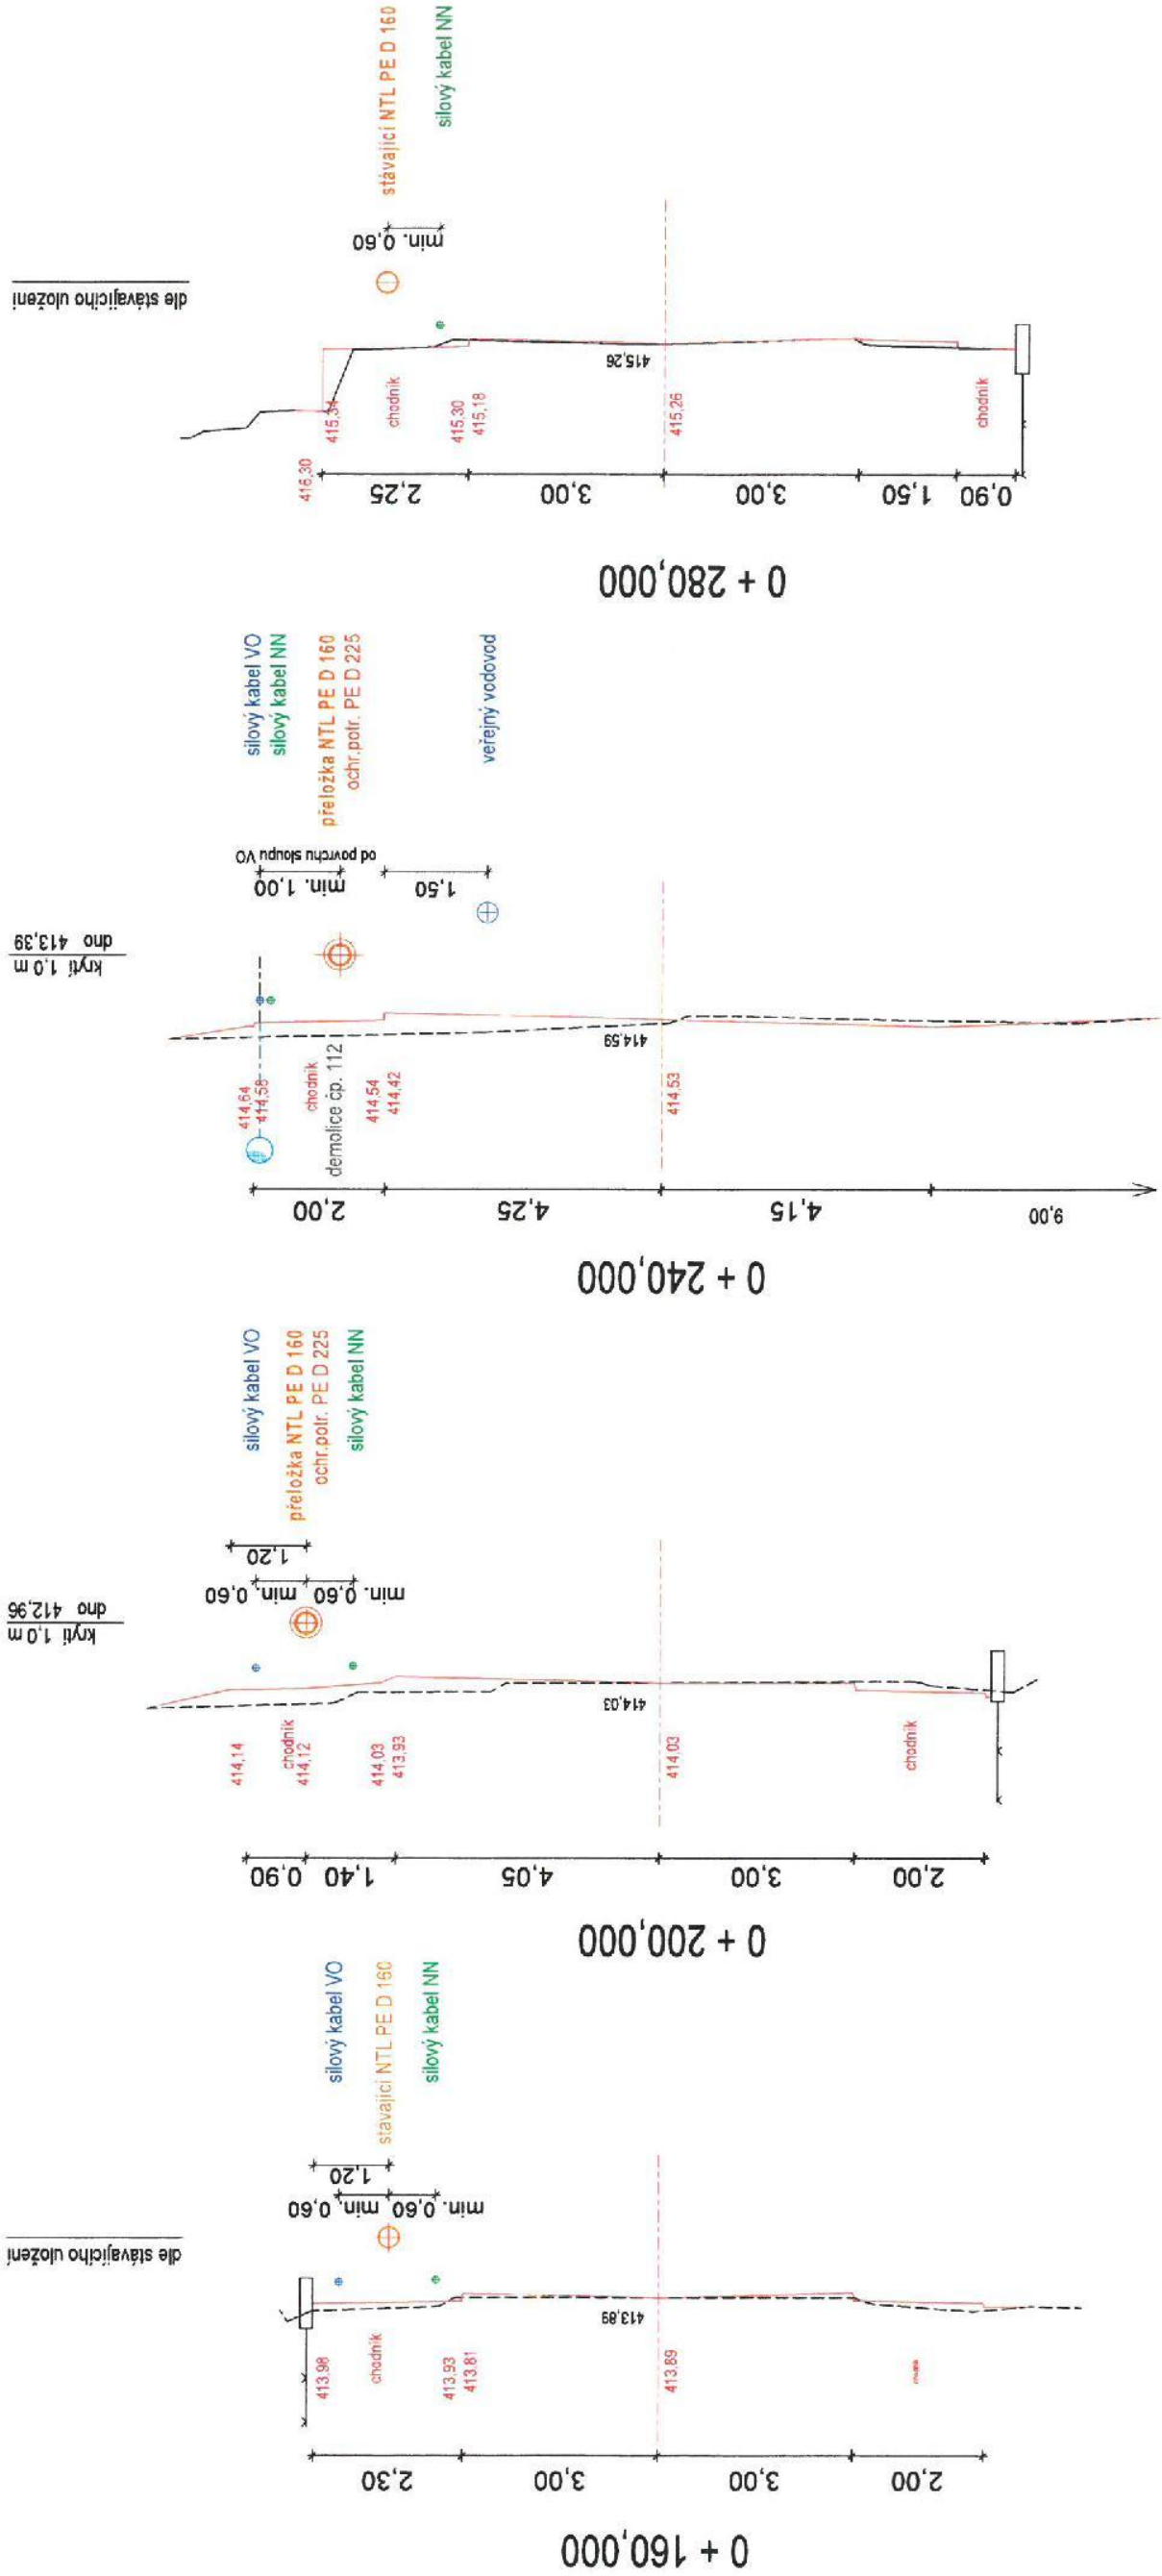 dle stávajícího uložení
416,30
415,34
chodník
415,30
415,18
415,26
415,26
chodník
min. 0,60
stávající NTL PE D 160
silový kabel NN
2,25
3,00
3,00
1,50
0,90
0 + 280,000
krytí 1,0 m
dno 413,39
414,64
414,58
chodník
demolice čp. 112
414,54
414,42
414,59
414,53
min. 1,00
od povrchu sloupu VO
1,50
silový kabel VO
silový kabel NN
přeložka NTL PE D 160
ochr.potr. PE D 225
veřejný vodovod
2,00
4,25
4,15
9,00
0 + 240,000
krytí 1,0 m
dno 412,96
414,14
chodník
414,12
414,03
413,93
414,03
414,03
chodník
1,20
min. 0,60
min. 0,60
silový kabel VO
přeložka NTL PE D 160
ochr.potr. PE D 225
silový kabel NN
0,90
1,40
4,05
3,00
2,00
0 + 200,000
dle stávajícího uložení
413,98
chodník
413,93
413,81
413,89
413,89
1,20
min. 0,60
min. 0,60
silový kabel VO
stávající NTL PE D 160
silový kabel NN
2,30
3,00
3,00
2,00
0 + 160,000